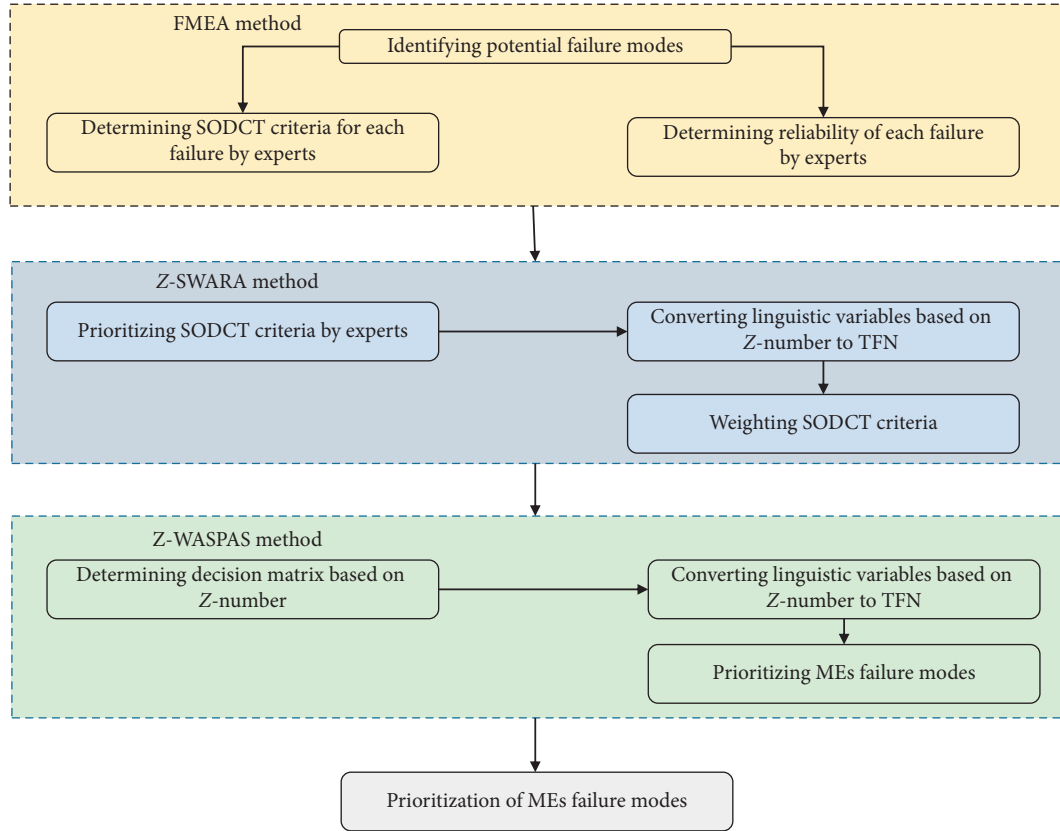 FMEA method
Identifying potential failure modes
Determining SODCT criteria for each
failure by experts
Determining reliability of each failure
by experts
Z-SWARA method
Prioritizing SODCT criteria by experts
Converting linguistic variables based on
Z-number to TFN
Weighting SODCT criteria
Z-WASPAS method
Determining decision matrix based on
Z-number
Converting linguistic variables based on
Z-number to TFN
Prioritizing MEs failure modes
Prioritization of MEs failure modes